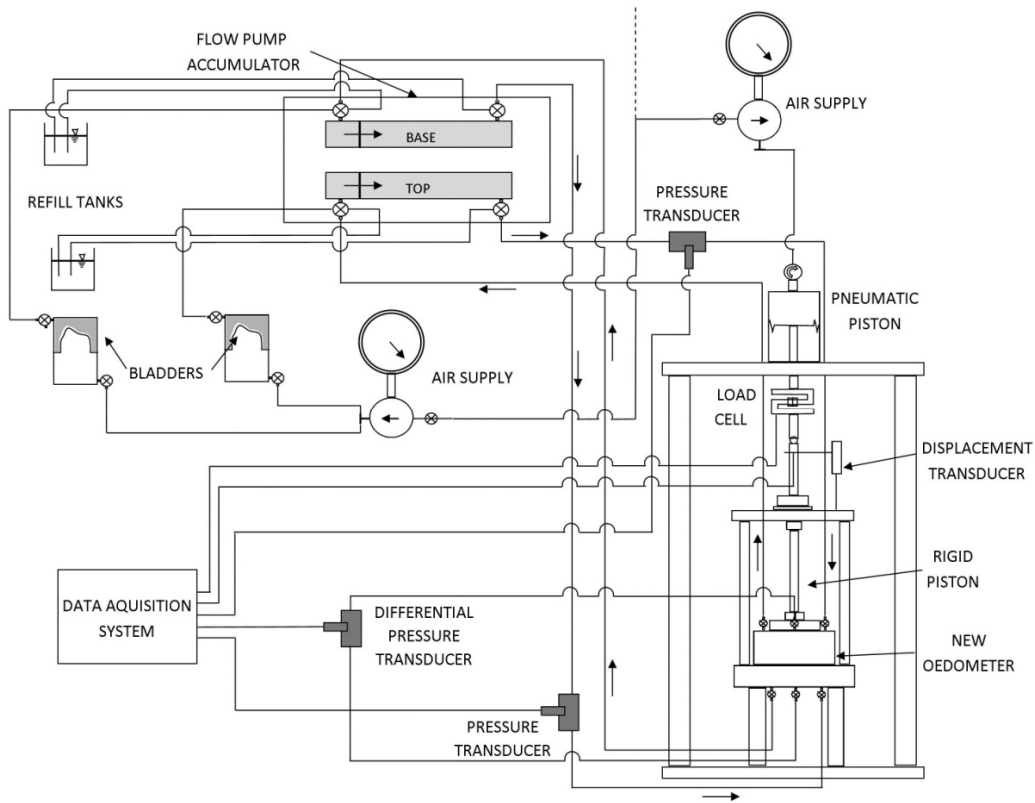 FLOW PUMP
ACCUMULATOR
AIR SUPPLY
BASE
TOP
PRESSURE
TRANSDUCER
REFILL TANKS
PNEUMATIC
PISTON
BLADDERS
AIR SUPPLY
LOAD
CELL
DISPLACEMENT
TRANSDUCER
RIGID
PISTON
DATA AQUISITION
SYSTEM
DIFFERENTIAL
PRESSURE
TRANSDUCER
NEW
OEDOMETER
PRESSURE
TRANSDUCER